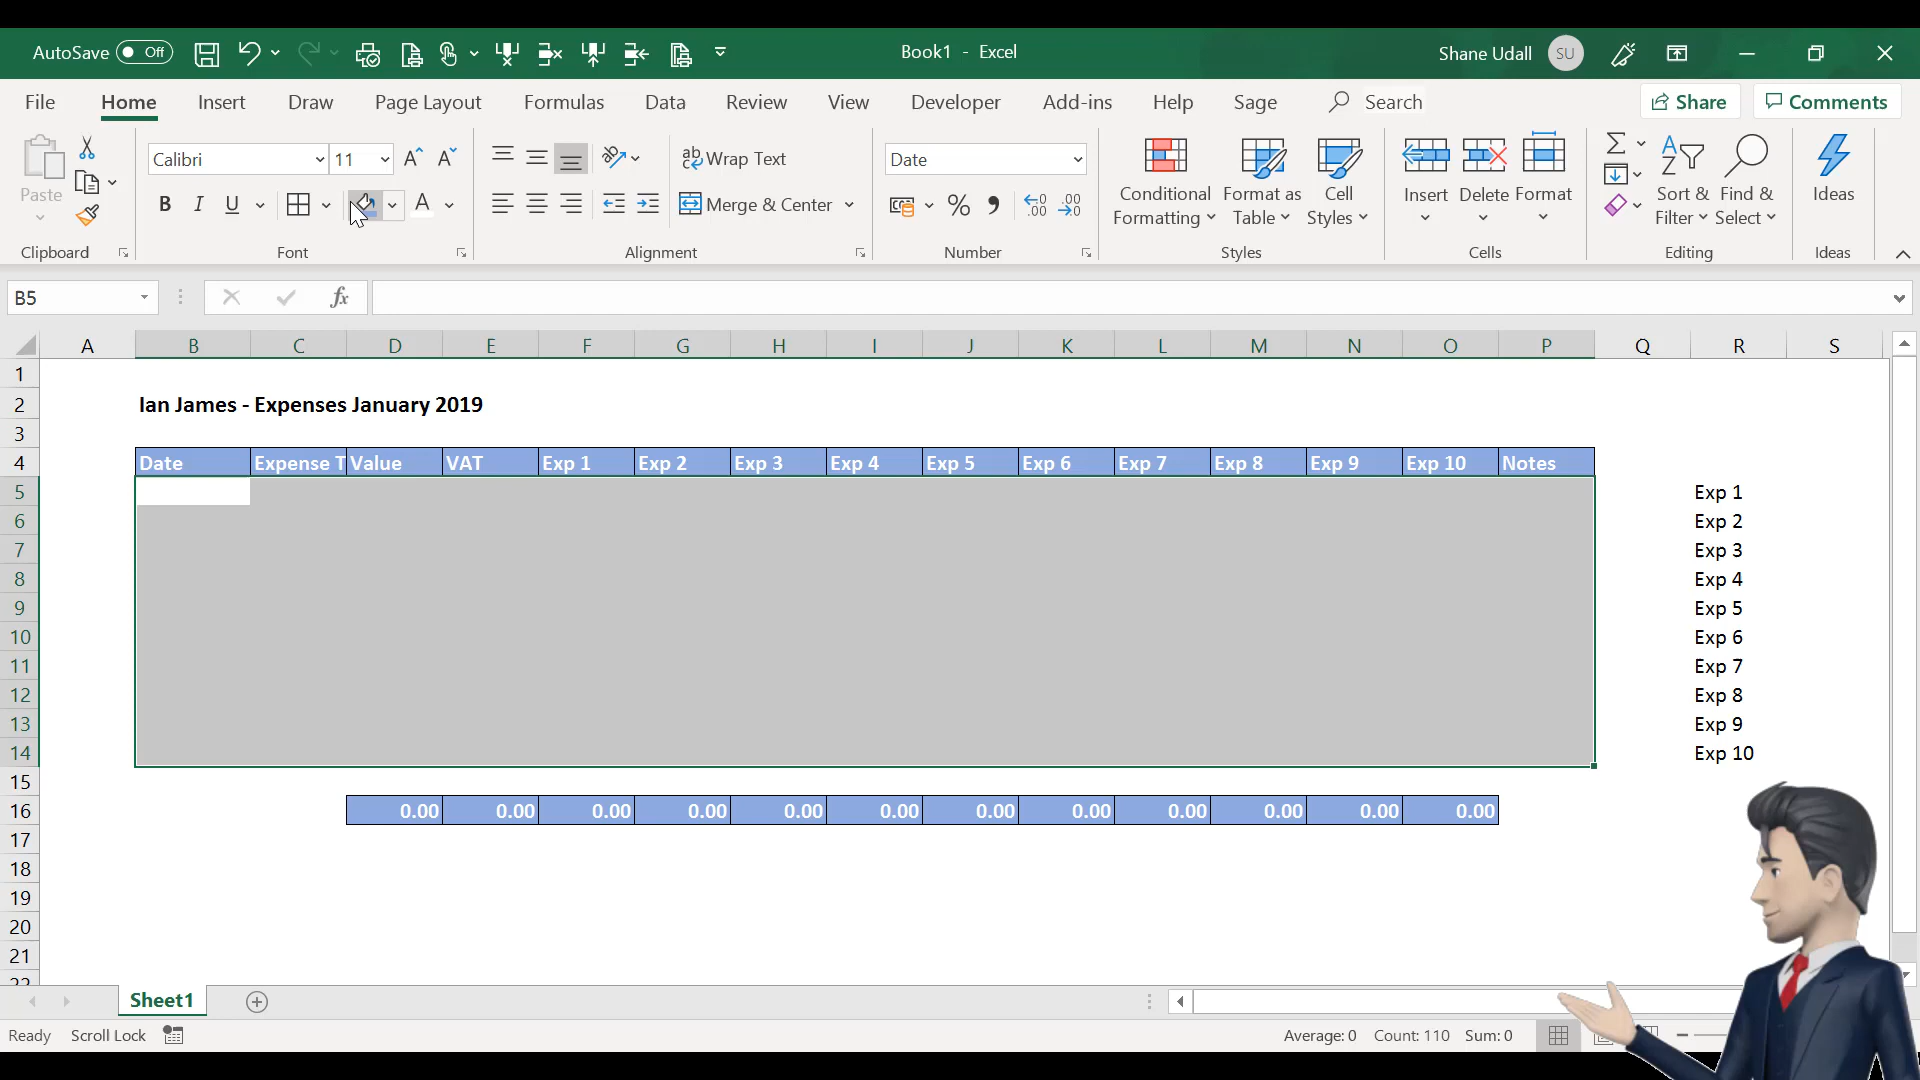 AutoSave Off Book1 - Excel Shane Udall SU
File Home Insert Draw Page Layout Formulas Data Review View Developer Add-ins Help Sage Search Share Comments
Paste
Clipboard
Calibri 11
B I U A
Font
ab Wrap Text
Merge & Center
Alignment
Date
% 9 .00 .00
Number
Conditional Formatting
Format as Table
Cell Styles
Styles
Insert Delete Format
Cells
Sort & Filter
Find & Select
Editing
Ideas
Ideas
B5 fx
A B C D E F G H I J K L M N O P Q R S
1
2 Ian James - Expenses January 2019
3
4 Date Expense T Value VAT Exp 1 Exp 2 Exp 3 Exp 4 Exp 5 Exp 6 Exp 7 Exp 8 Exp 9 Exp 10 Notes
5 Exp 1
6 Exp 2
7 Exp 3
8 Exp 4
9 Exp 5
10 Exp 6
11 Exp 7
12 Exp 8
13 Exp 9
14 Exp 10
15
16 0.00 0.00 0.00 0.00 0.00 0.00 0.00 0.00 0.00 0.00 0.00 0.00
17
18
19
20
21
22
Sheet1
Ready Scroll Lock Average: 0 Count: 110 Sum: 0